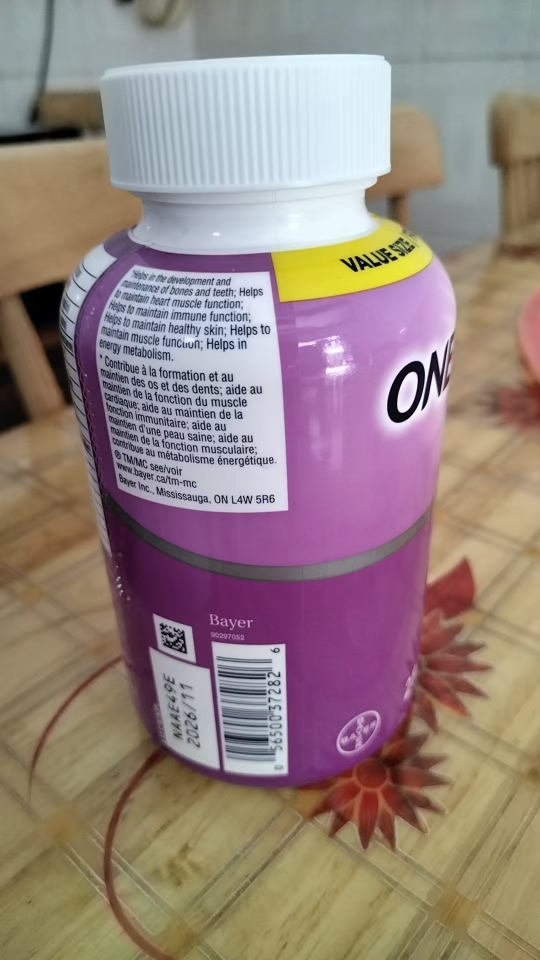 VALUE SIZE
*Helps in the development and
maintenance of bones and teeth; Helps
to maintain heart muscle function;
Helps to maintain immune function;
Helps to maintain healthy skin; Helps to
maintain muscle function; Helps in
energy metabolism.
* Contribue à la formation et au
maintien des os et des dents; aide au
maintien de la fonction du muscle
cardiaque; aide au maintien de la
fonction immunitaire; aide au
maintien d'une peau saine; aide au
maintien de la fonction musculaire;
contribue au métabolisme énergétique.
® TM/MC see/voir
www.bayer.ca/tm-mc
Bayer Inc., Mississauga, ON L4W 5R6
ONE
Bayer
90297052
NAAE49E
2026/11
0 56500 37282 6